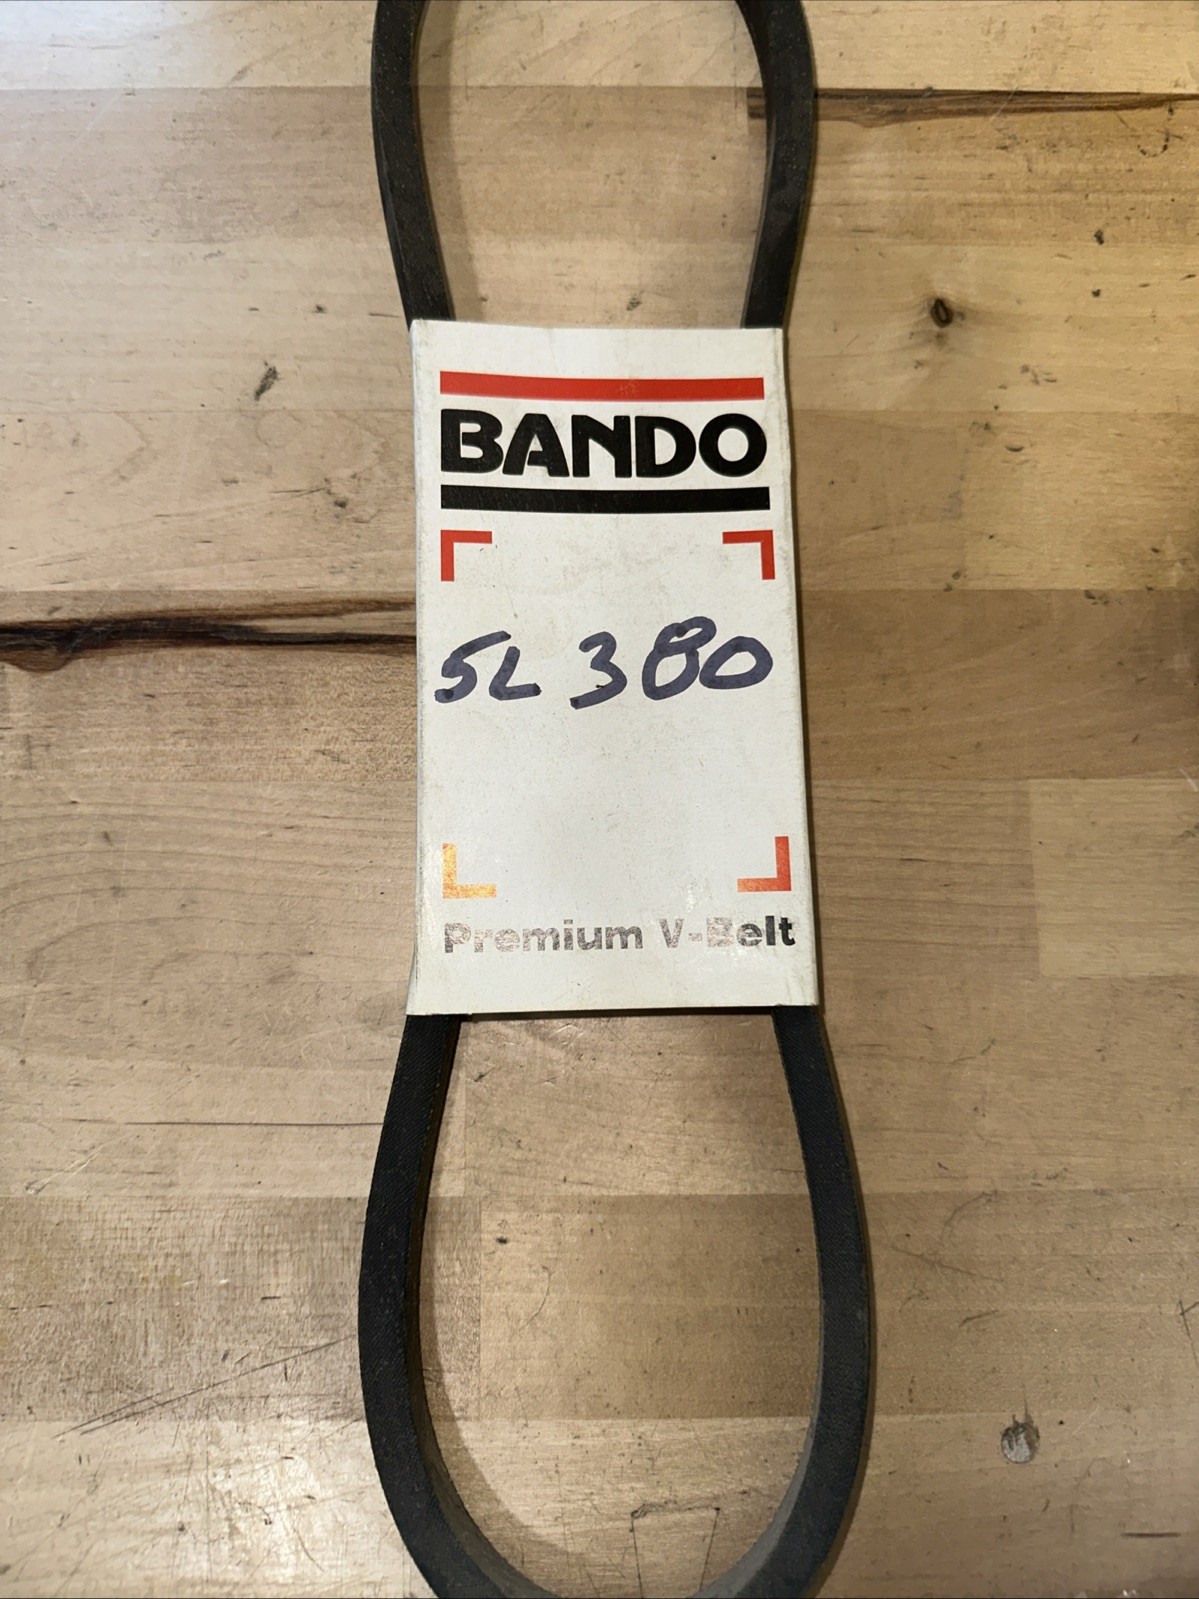 BANDO
5L 380
Premium V-Belt